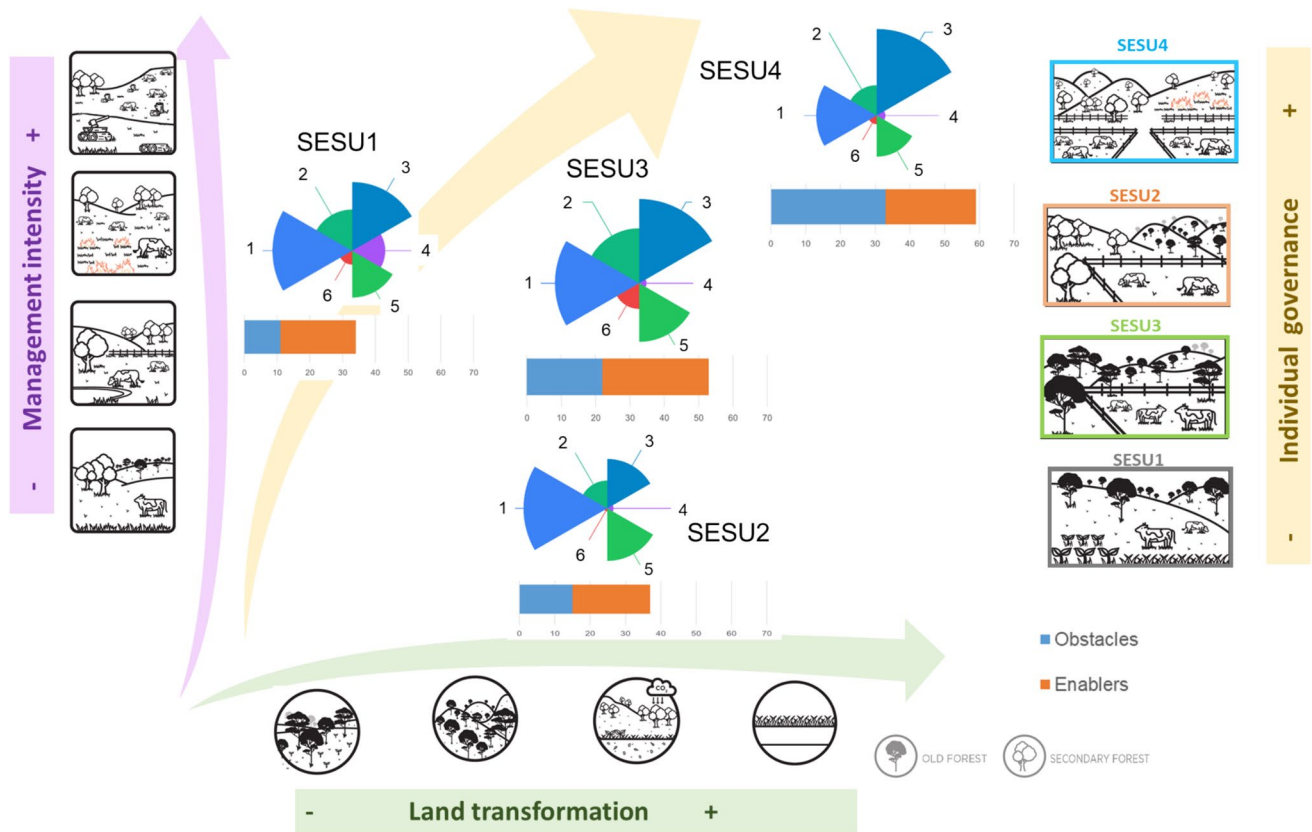 Management intensity
+
-
SESU1
1
2
3
4
5
6
0 10 20 30 40 50 60 70
SESU3
1
2
3
4
5
6
0 10 20 30 40 50 60 70
SESU4
1
2
3
4
5
6
0 10 20 30 40 50 60 70
SESU2
1
2
3
4
5
6
0 10 20 30 40 50 60 70
SESU4
SESU2
SESU3
SESU1
+
Individual governance
-
Obstacles
Enablers
CO₂
OLD FOREST
SECONDARY FOREST
- Land transformation +